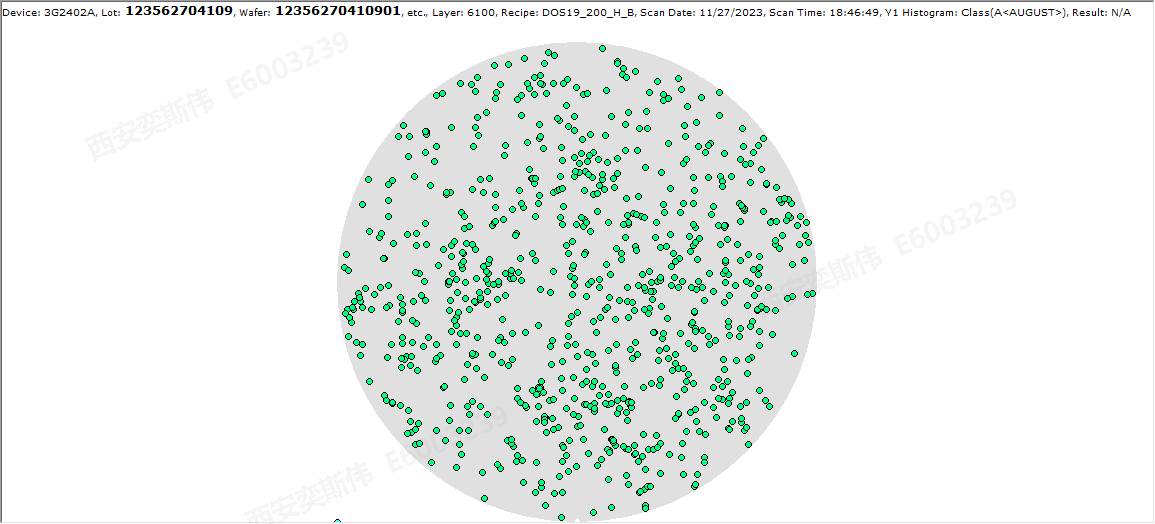 Device: 3G2402A, Lot: 123562704109, Wafer: 12356270410901, etc., Layer: 6100, Recipe: DOS19_200_H_B, Scan Date: 11/27/2023, Scan Time: 18:46:49, Y1 Histogram: Class(A<AUGUST>), Result: N/A
西安奕斯伟 E6003239
西安奕斯伟 E6003239
西安奕斯伟 E6003239